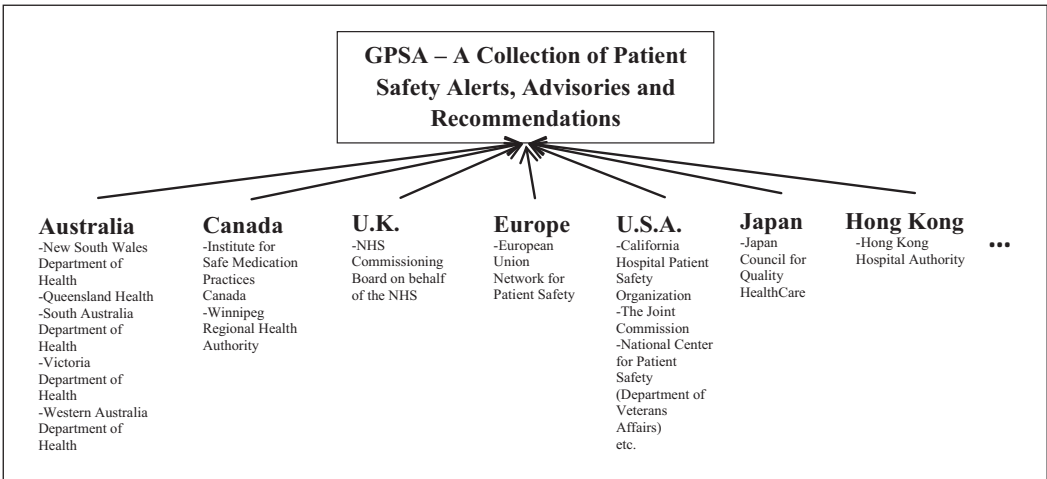 GPSA – A Collection of Patient
Safety Alerts, Advisories and
Recommendations
Australia
-New South Wales
Department of
Health
-Queensland Health
-South Australia
Department of
Health
-Victoria
Department of
Health
-Western Australia
Department of
Health
Canada
-Institute for
Safe Medication
Practices
Canada
-Winnipeg
Regional Health
Authority
U.K.
-NHS
Commissioning
Board on behalf
of the NHS
Europe
-European
Union
Network for
Patient Safety
U.S.A.
-California
Hospital Patient
Safety
Organization
-The Joint
Commission
-National Center
for Patient
Safety
(Department of
Veterans
Affairs)
etc.
Japan
-Japan
Council for
Quality
HealthCare
Hong Kong
-Hong Kong
Hospital Authority
...